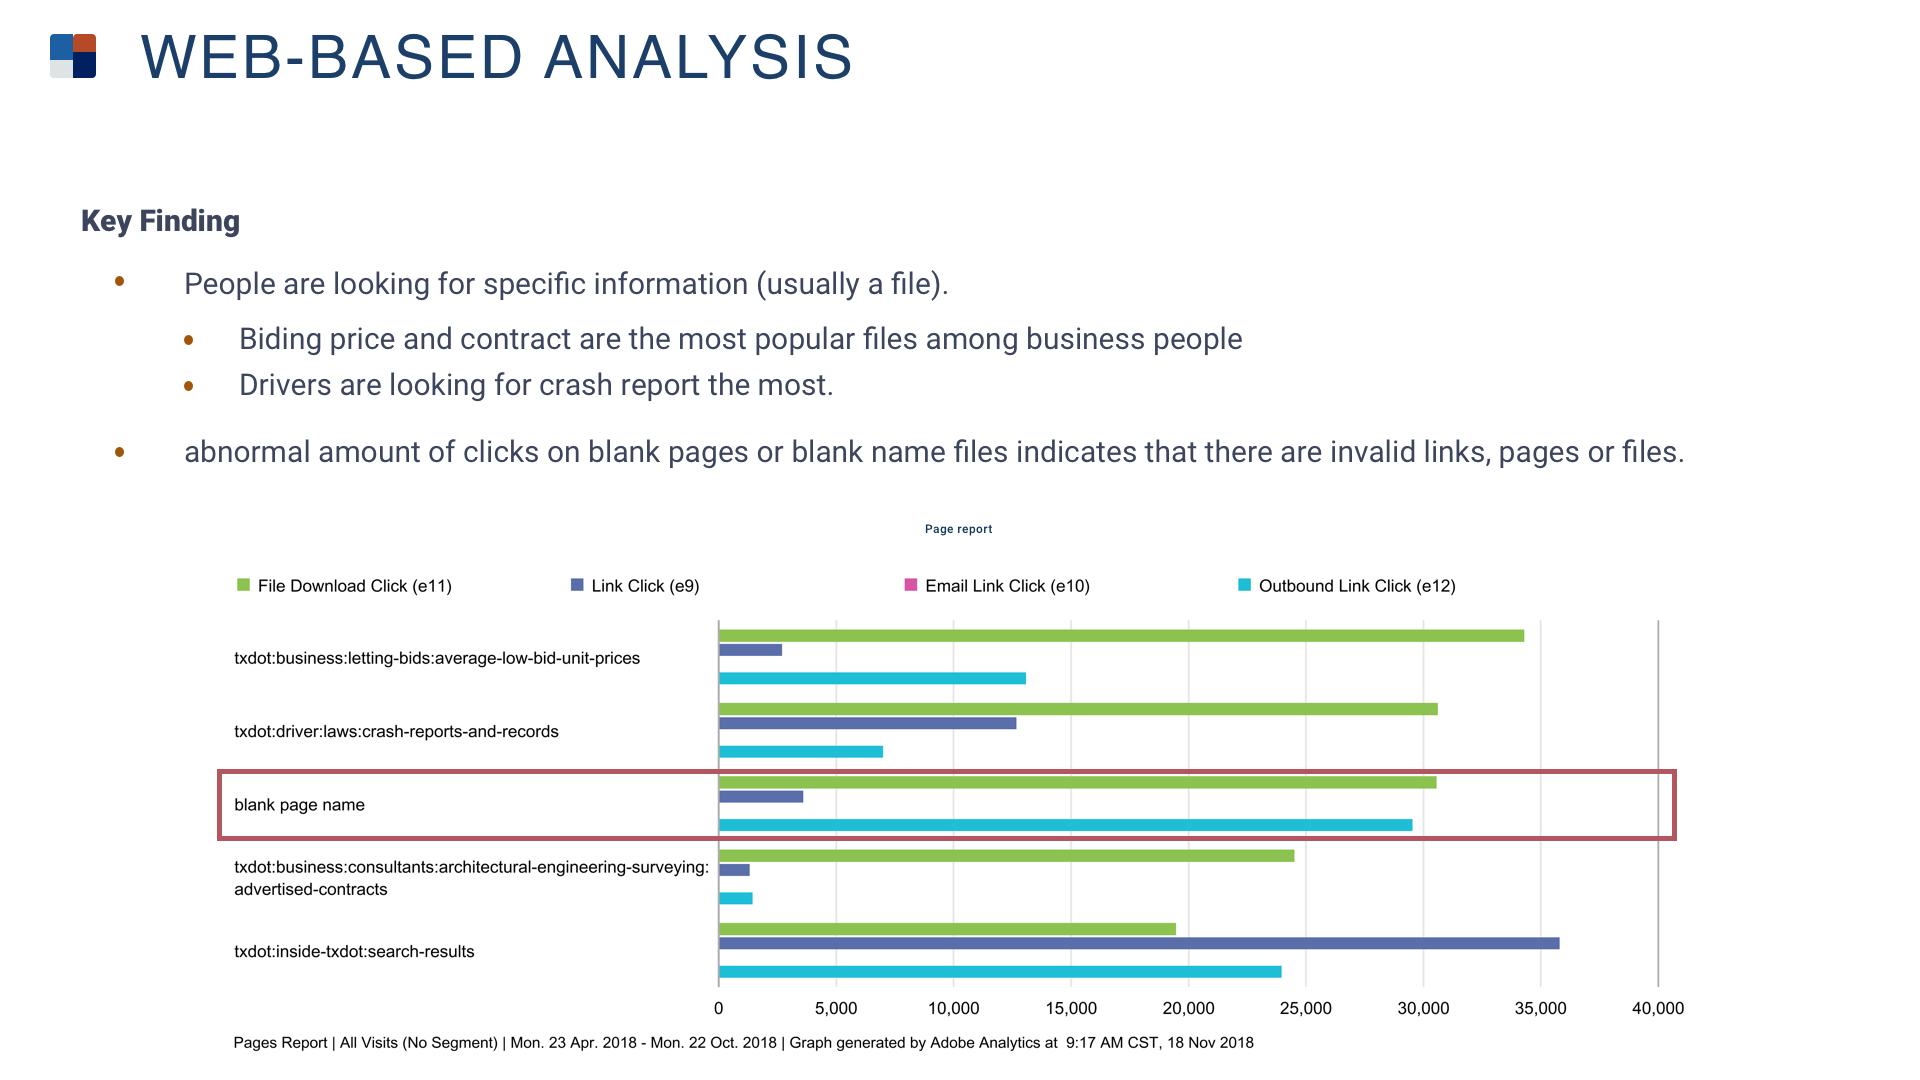 WEB-BASED ANALYSIS
Key Finding
• People are looking for specific information (usually a file).
• Biding price and contract are the most popular files among business people
• Drivers are looking for crash report the most.
• abnormal amount of clicks on blank pages or blank name files indicates that there are invalid links, pages or files.
Page report
File Download Click (e11) Link Click (e9) Email Link Click (e10) Outbound Link Click (e12)
txdot:business:letting-bids:average-low-bid-unit-prices
txdot:driver:laws:crash-reports-and-records
blank page name
txdot:business:consultants:architectural-engineering-surveying:
advertised-contracts
txdot:inside-txdot:search-results
0 5,000 10,000 15,000 20,000 25,000 30,000 35,000 40,000
Pages Report | All Visits (No Segment) | Mon. 23 Apr. 2018 - Mon. 22 Oct. 2018 | Graph generated by Adobe Analytics at 9:17 AM CST, 18 Nov 2018